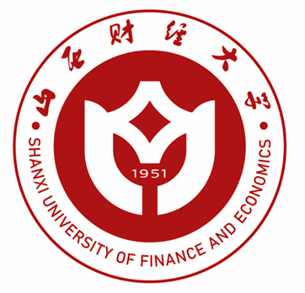 山西财经大学
1951
SHANXI UNIVERSITY OF FINANCE AND ECONOMICS